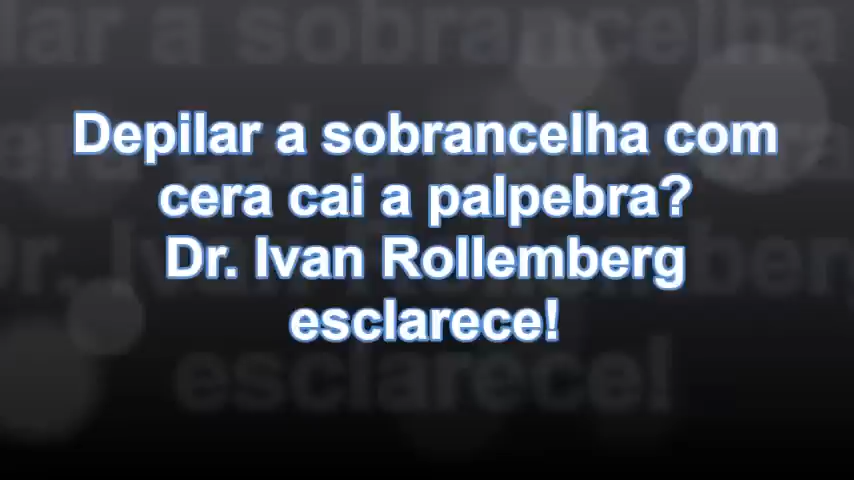 Depilar a sobrancelha com
cera cai a palpebra?
Dr. Ivan Rollemberg
esclarece!